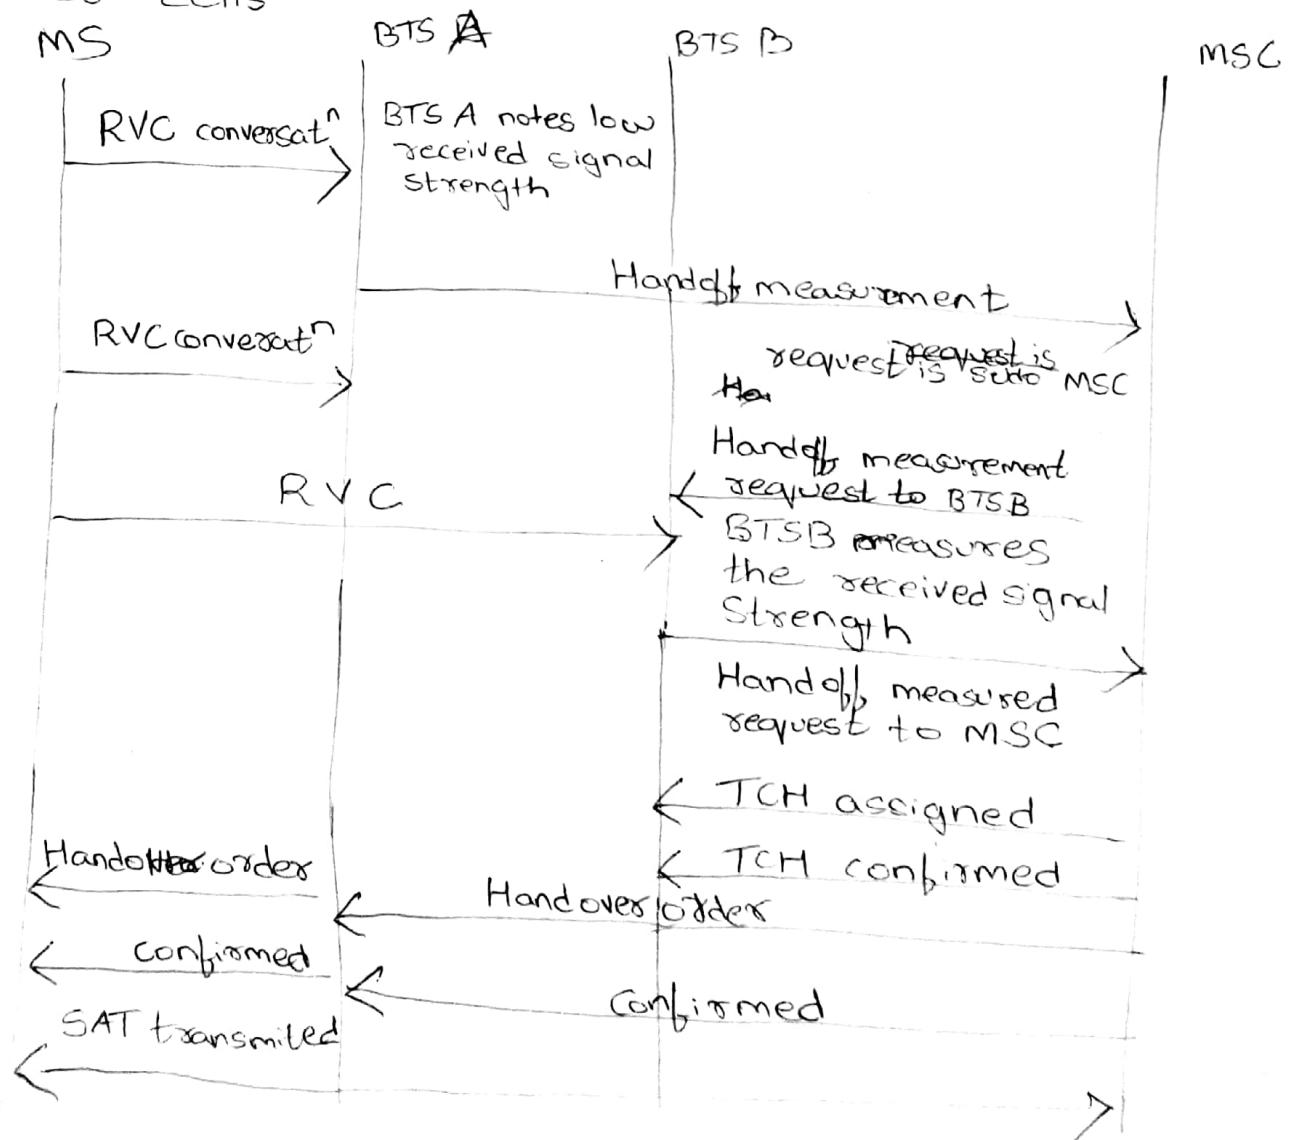 MS
BTS A
BTS B
MSC
RVC conversatⁿ
BTS A notes low
received signal
strength
Handoff measurement
RVC conversatⁿ
request is
request is MSC
Handoff measurement
request to BTSB
RVC
BTSB measures
the received signal
Strength
Handoff measured
request to MSC
TCH assigned
TCH confirmed
order
Handover order
confirmed
Confirmed
SAT transmited